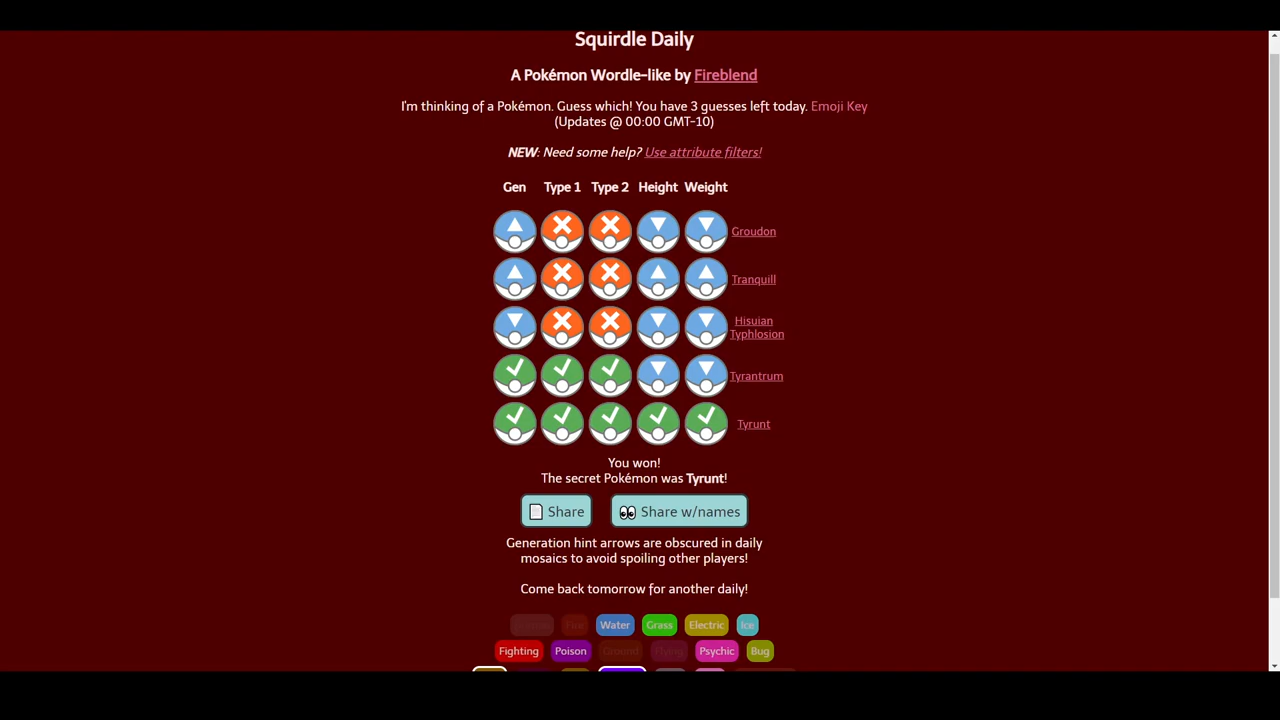 Squirdle Daily
A Pokémon Wordle-like by Fireblend
I'm thinking of a Pokémon. Guess which! You have 3 guesses left today. Emoji Key
(Updates @ 00:00 GMT-10)
NEW: Need some help? Use attribute filters!
Gen Type 1 Type 2 Height Weight
Groudon
Tranquill
Hisuian
Typhlosion
Tyrantrum
Tyrunt
You won!
The secret Pokémon was Tyrunt!
Share Share w/names
Generation hint arrows are obscured in daily
mosaics to avoid spoiling other players!
Come back tomorrow for another daily!
Fire Water Grass Electric Ice
Fighting Poison Ground Flying Psychic Bug